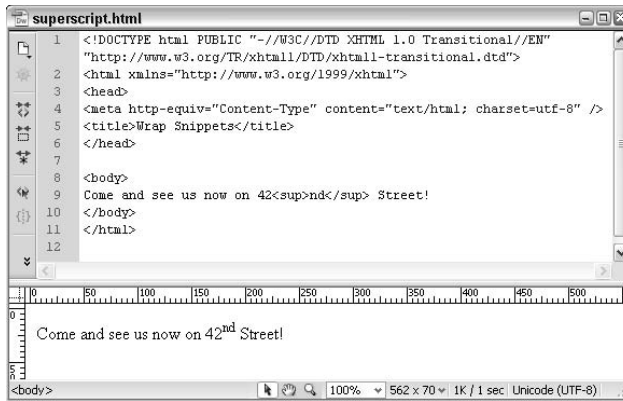 superscript.html
1 <!DOCTYPE html PUBLIC "-//W3C//DTD XHTML 1.0 Transitional//EN"
"http://www.w3.org/TR/xhtml1/DTD/xhtml1-transitional.dtd">
2 <html xmlns="http://www.w3.org/1999/xhtml">
3 <head>
4 <meta http-equiv="Content-Type" content="text/html; charset=utf-8" />
5 <title>Wrap Snippets</title>
6 </head>
7
8 <body>
9 Come and see us now on 42<sup>nd</sup> Street!
10 </body>
11 </html>
12
0 50 100 150 200 250 300 350 400 450 500
0
Come and see us now on 42nd Street!
5
<body> 100% 562 x 70 1K / 1 sec Unicode (UTF-8)